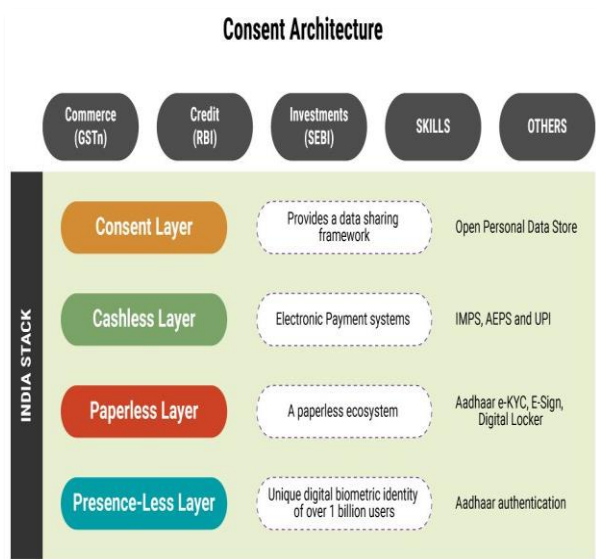 Consent Architecture
Commerce
(GSTn)
Credit
(RBI)
Investments
(SEBI)
SKILLS
OTHERS
INDIA STACK
Consent Layer
Provides a data sharing
framework
Open Personal Data Store
Cashless Layer
Electronic Payment systems
IMPS, AEPS and UPI
Paperless Layer
A paperless ecosystem
Aadhaar e-KYC, E-Sign,
Digital Locker
Presence-Less Layer
Unique digital biometric identity
of over 1 billion users
Aadhaar authentication